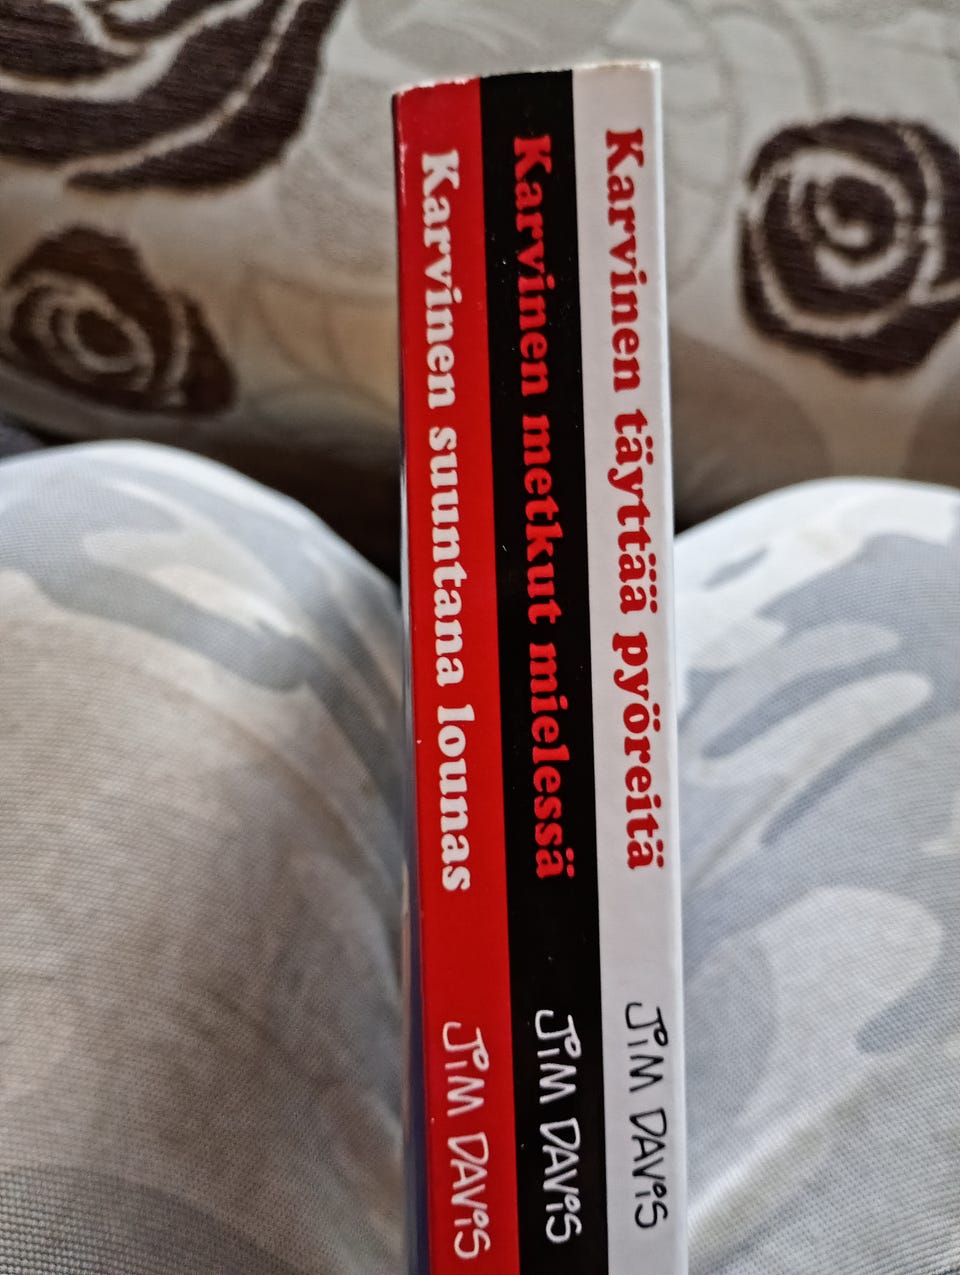 Karvinen täyttää pyöreitä JiM DAViS
Karvinen metkut mielessä JiM DAViS
Karvinen suuntana lounas JiM DAViS